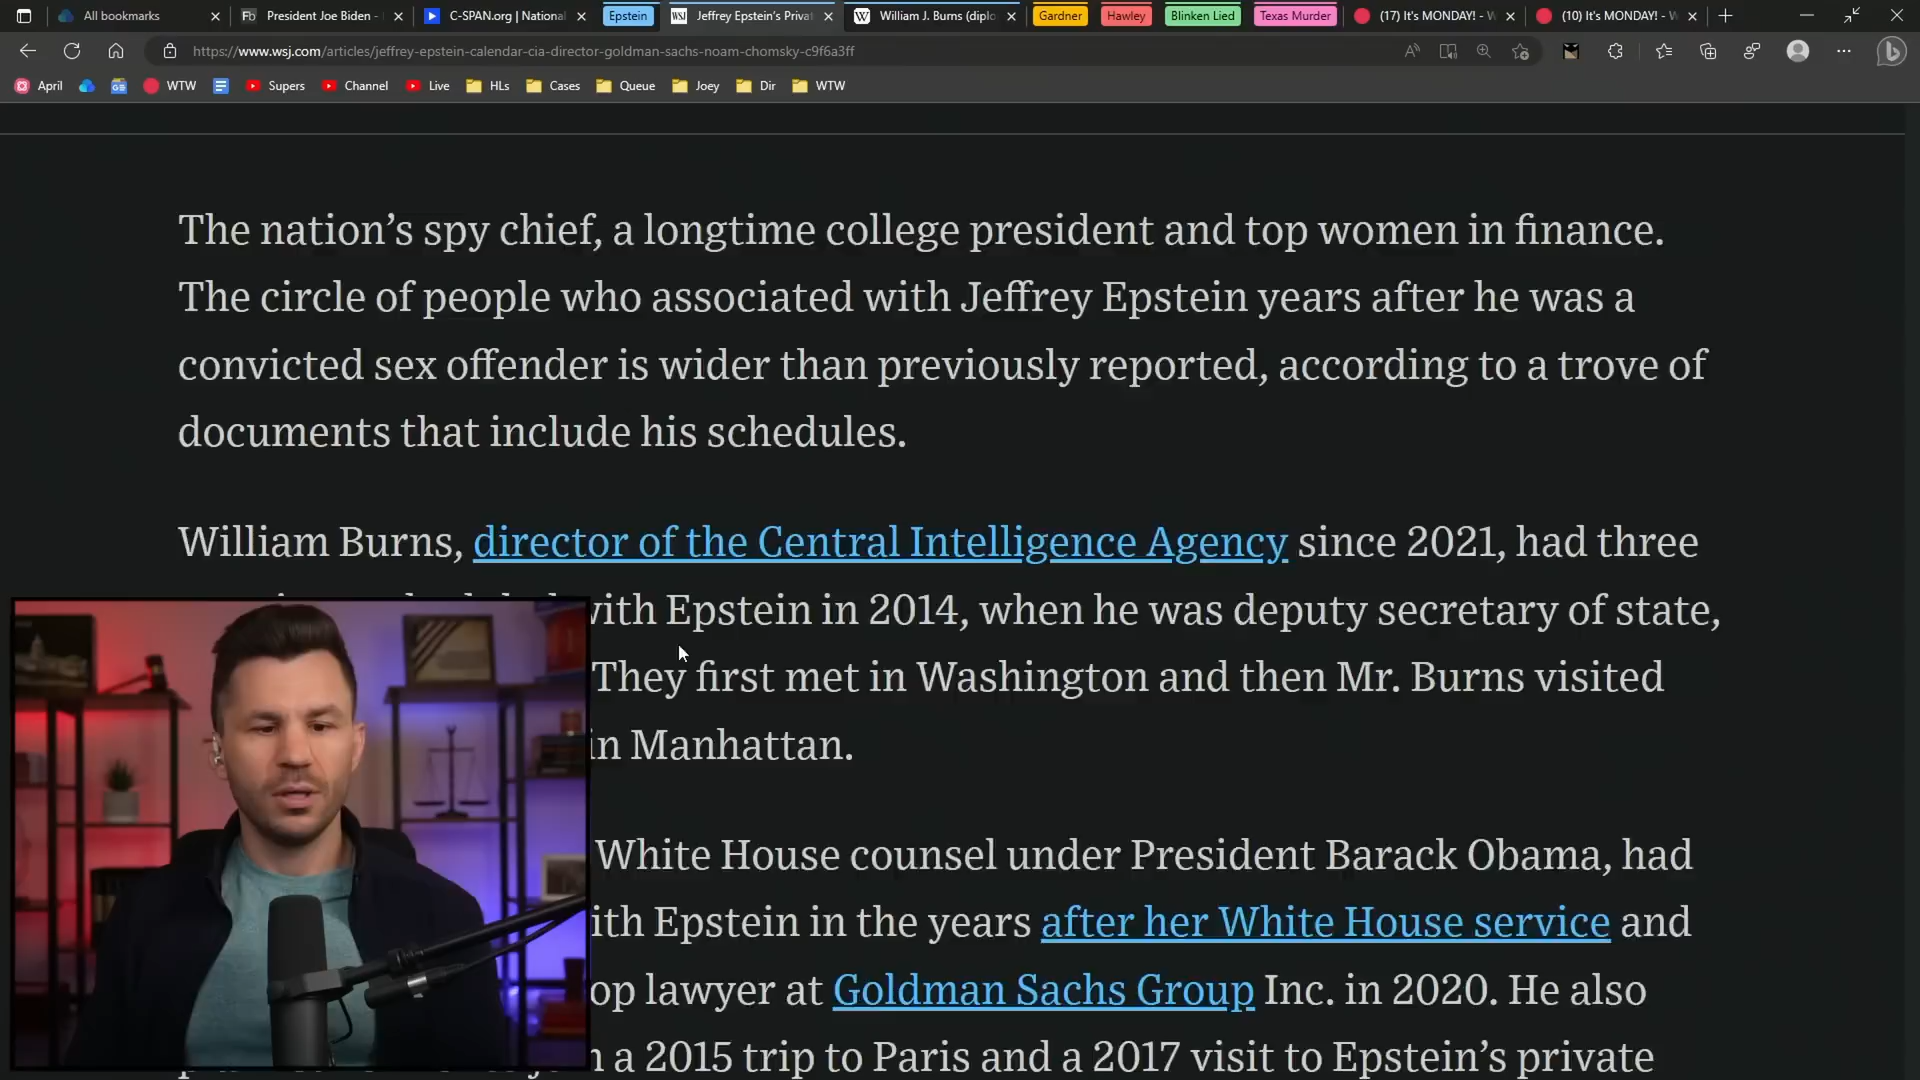 All bookmarks
President Joe Biden -
C-SPAN.org | National
Epstein
Jeffrey Epstein's Priva
William J. Burns (diplo
Gardner
Hawley
Blinken Lied
Texas Murder
(17) It's MONDAY! - W
(10) It's MONDAY! - W
https://www.wsj.com/articles/jeffrey-epstein-calendar-cia-director-goldman-sachs-noam-chomsky-c9f6a3ff
April
WTW
Supers
Channel
Live
HLs
Cases
Queue
Joey
Dir
WTW
The nation's spy chief, a longtime college president and top women in finance.
The circle of people who associated with Jeffrey Epstein years after he was a
convicted sex offender is wider than previously reported, according to a trove of
documents that include his schedules.
William Burns, director of the Central Intelligence Agency since 2021, had three
with Epstein in 2014, when he was deputy secretary of state,
They first met in Washington and then Mr. Burns visited
in Manhattan.
White House counsel under President Barack Obama, had
with Epstein in the years after her White House service and
op lawyer at Goldman Sachs Group Inc. in 2020. He also
a 2015 trip to Paris and a 2017 visit to Epstein's private